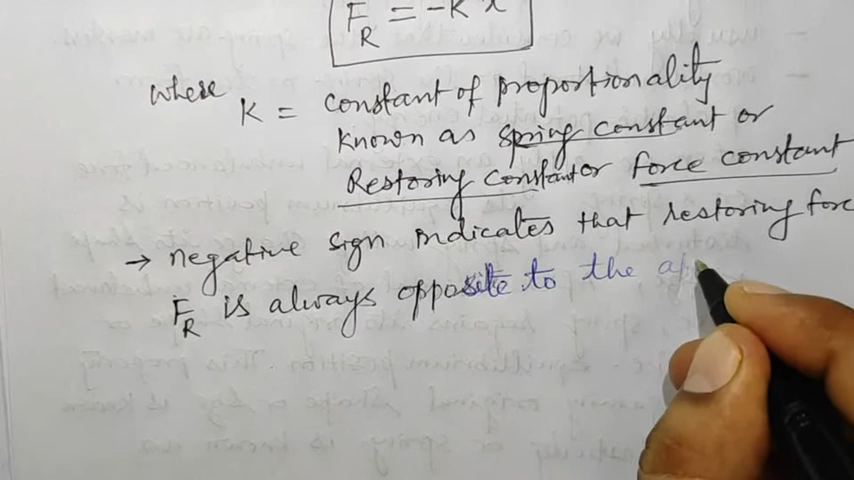 F_R = -K x
where K = constant of proportionality
known as spring constant or
Restoring constant or force constant
→ negative sign indicates that restoring force
F_R is always opposite to the ap